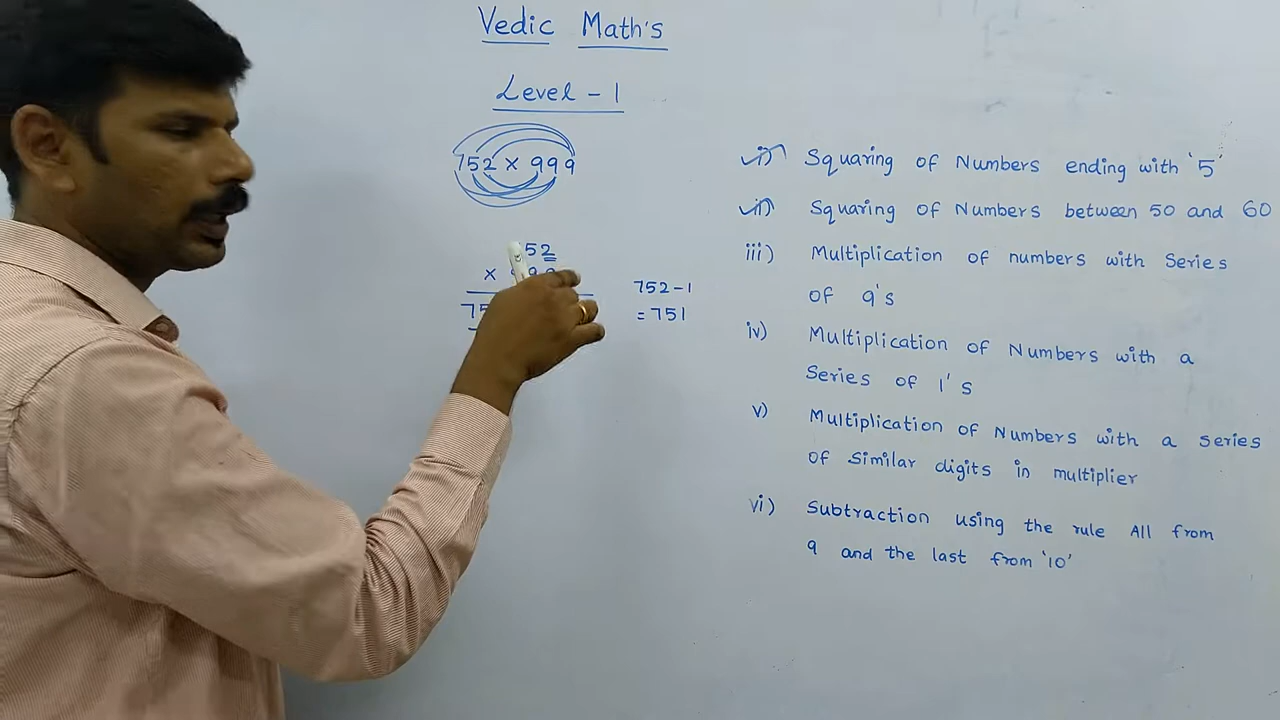 Vedic Math's
Level - 1
752 × 999
52
×
752 - 1
= 751
i) Squaring of Numbers ending with '5'
ii) Squaring of Numbers between 50 and 60
iii) Multiplication of numbers with Series
of 9's
iv) Multiplication of Numbers with a
Series of 1's
v) Multiplication of Numbers with a series
of similar digits in multiplier
vi) Subtraction using the rule All from
9 and the last from '10'